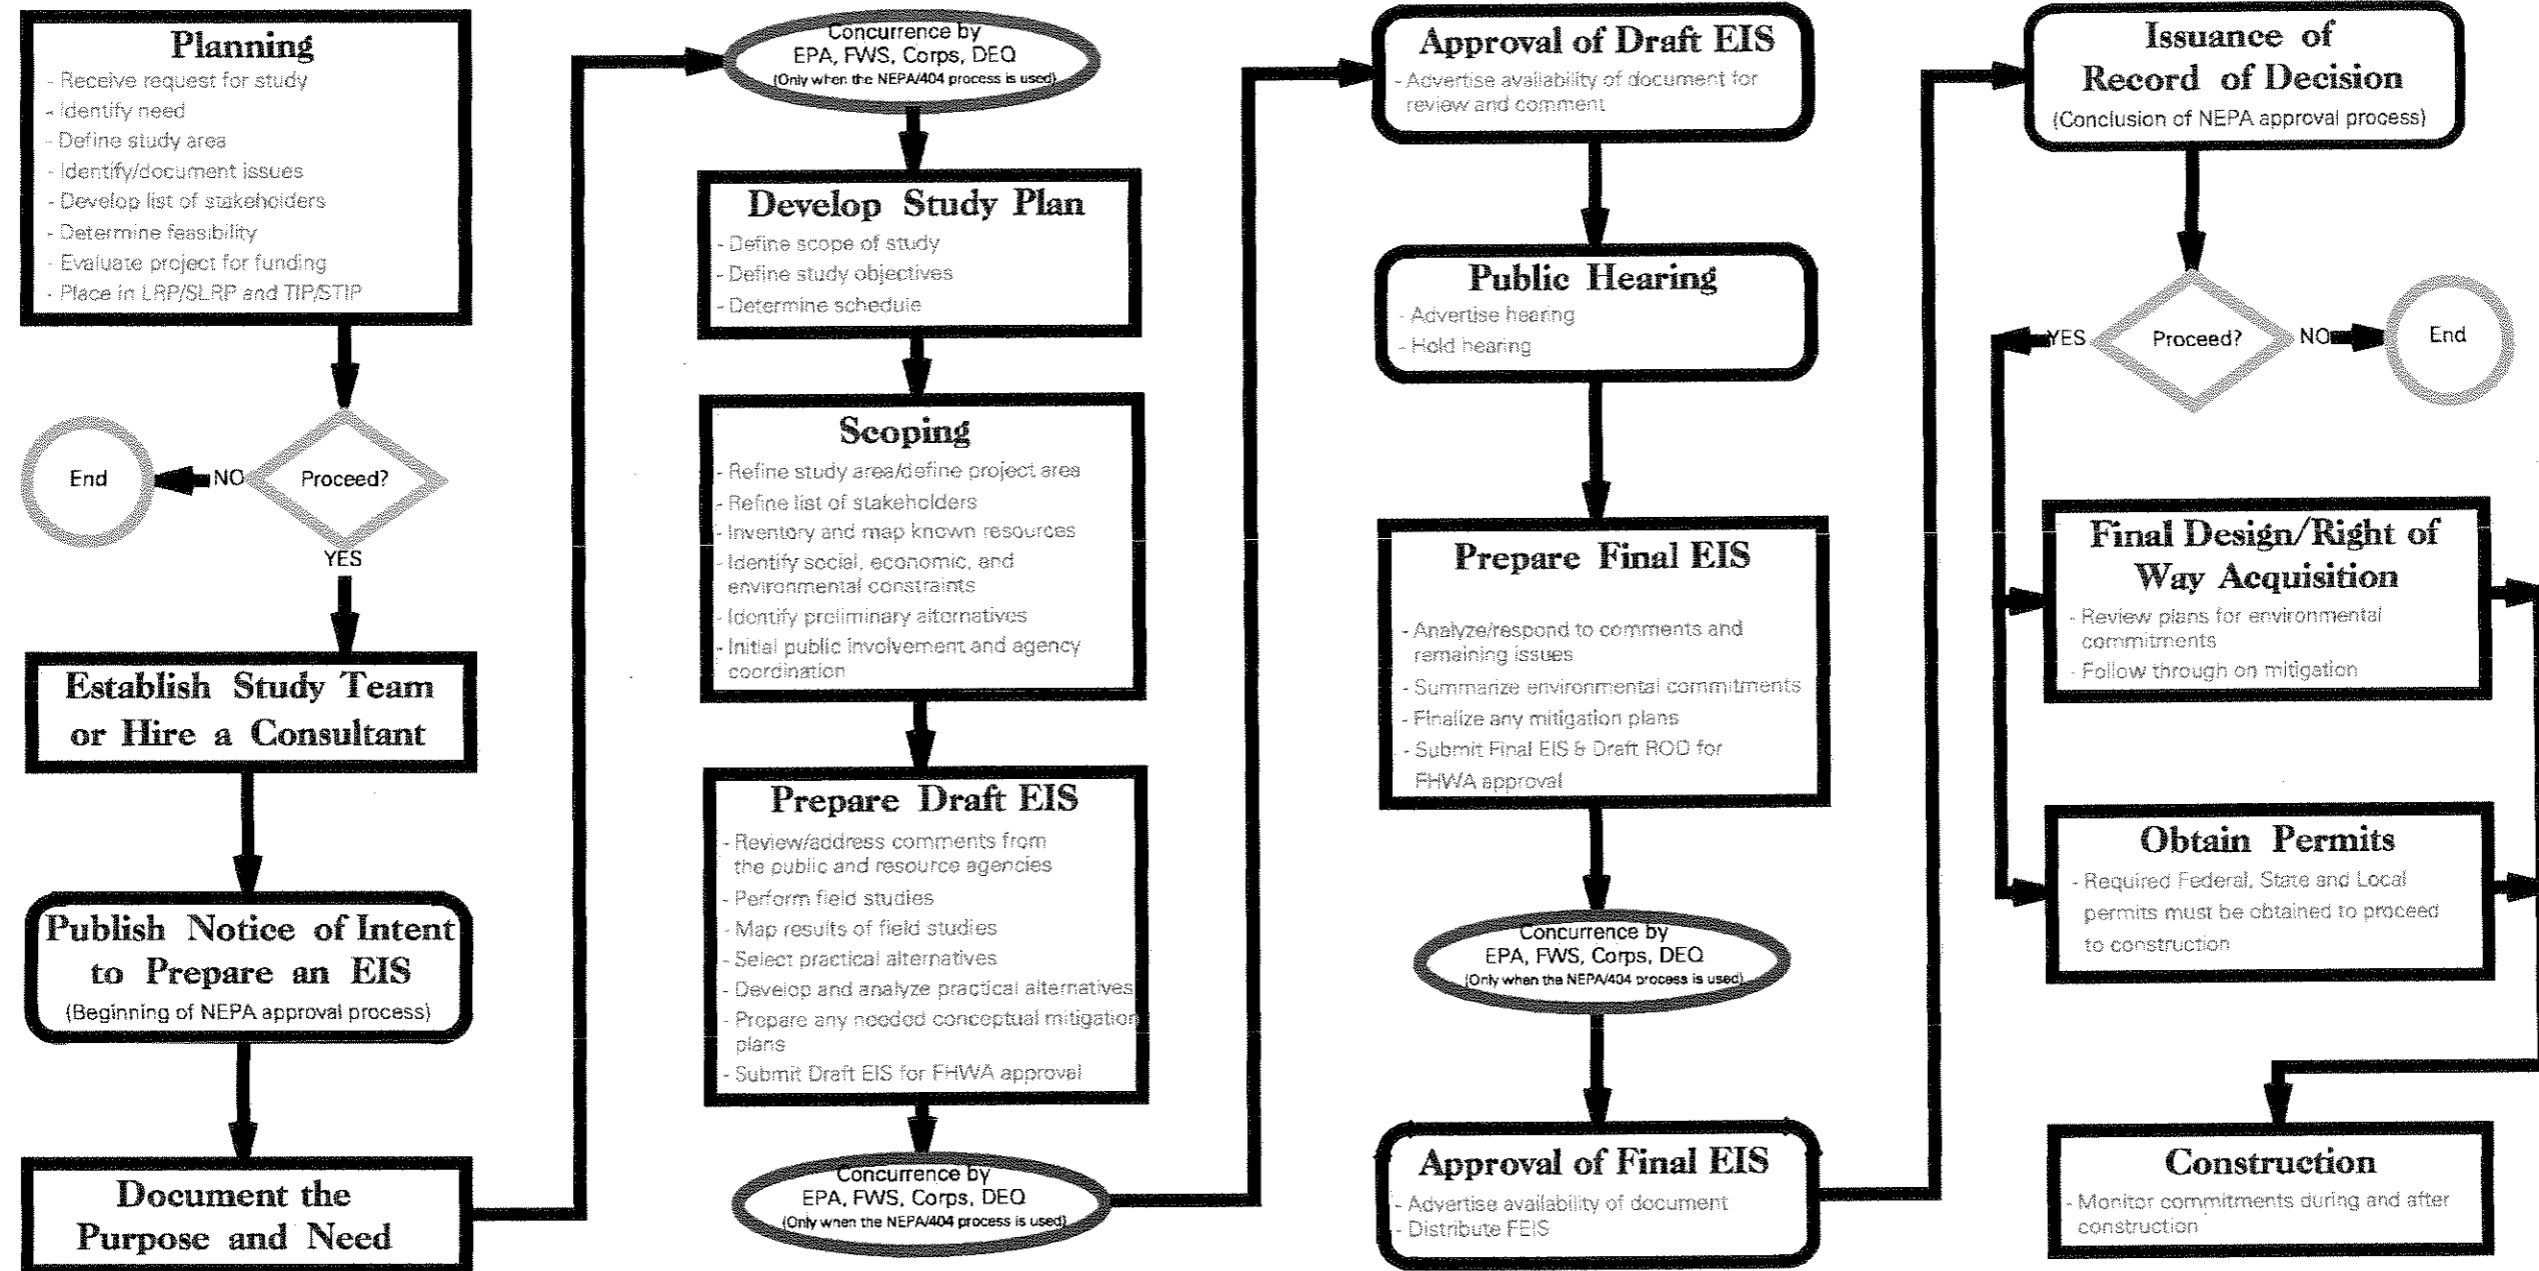 Planning
- Receive request for study
- Identify need
- Define study area
- Identify/document issues
- Develop list of stakeholders
- Determine feasibility
- Evaluate project for funding
- Place in LRP/SLRP and TIP/STIP
End
NO
Proceed?
YES
Establish Study Team
or Hire a Consultant
Publish Notice of Intent
to Prepare an EIS
(Beginning of NEPA approval process)
Document the
Purpose and Need
Concurrence by
EPA, FWS, Corps, DEQ
(Only when the NEPA/404 process is used)
Develop Study Plan
- Define scope of study
- Define study objectives
- Determine schedule
Scoping
- Refine study area/define project area
- Refine list of stakeholders
- Inventory and map known resources
- Identify social, economic, and
environmental constraints
- Identify preliminary alternatives
- Initial public involvement and agency
coordination
Prepare Draft EIS
- Review/address comments from
the public and resource agencies
- Perform field studies
- Map results of field studies
- Select practical alternatives
- Develop and analyze practical alternatives
- Prepare any needed conceptual mitigation
plans
- Submit Draft EIS for FHWA approval
Concurrence by
EPA, FWS, Corps, DEQ
(Only when the NEPA/404 process is used)
Approval of Draft EIS
- Advertise availability of document for
review and comment
Public Hearing
- Advertise hearing
- Hold hearing
Prepare Final EIS
- Analyze/respond to comments and
remaining issues
- Summarize environmental commitments
- Finalize any mitigation plans
- Submit Final EIS & Draft ROD for
FHWA approval
Concurrence by
EPA, FWS, Corps, DEQ
(Only when the NEPA/404 process is used)
Approval of Final EIS
- Advertise availability of document
- Distribute FEIS
Issuance of
Record of Decision
(Conclusion of NEPA approval process)
YES
Proceed?
NO
End
Final Design/Right of
Way Acquisition
- Review plans for environmental
commitments
- Follow through on mitigation
Obtain Permits
- Required Federal, State and Local
permits must be obtained to proceed
to construction
Construction
- Monitor commitments during and after
construction